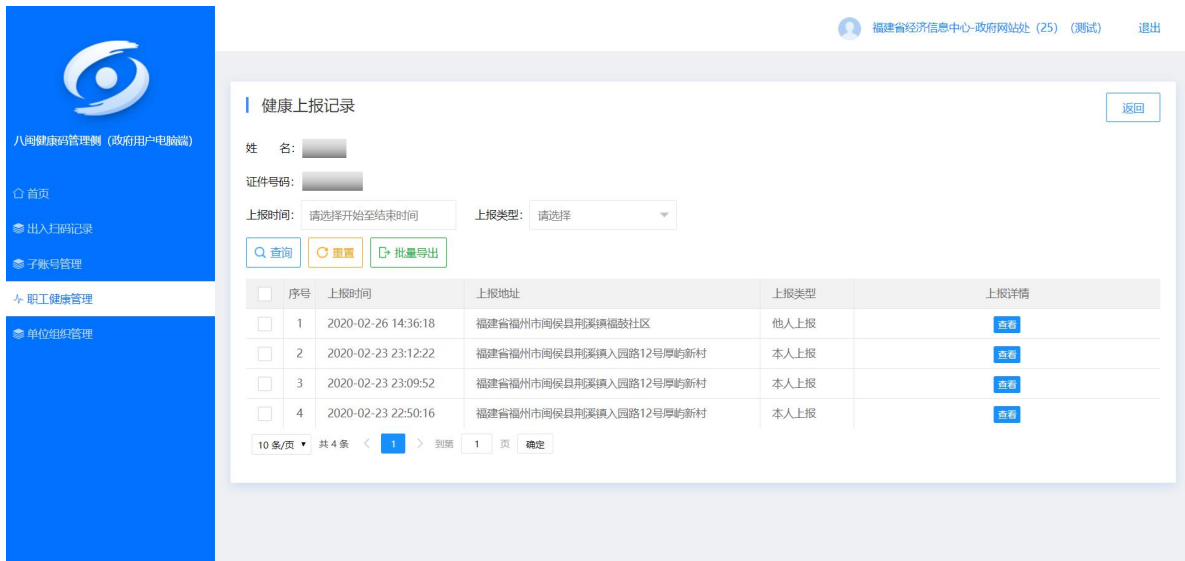 福建省经济信息中心-政府网站处（25）（测试） 退出
八闽健康码管理侧（政府用户电脑端）
首页
出入扫码记录
子账号管理
职工健康管理
单位组织管理
健康上报记录 返回
姓 名：
证件号码：
上报时间： 请选择开始至结束时间 上报类型： 请选择
查询 重置 批量导出
序号 上报时间 上报地址 上报类型 上报详情
1 2020-02-26 14:36:18 福建省福州市闽侯县荆溪镇福鼓社区 他人上报 查看
2 2020-02-23 23:12:22 福建省福州市闽侯县荆溪镇入园路12号厚屿新村 本人上报 查看
3 2020-02-23 23:09:52 福建省福州市闽侯县荆溪镇入园路12号厚屿新村 本人上报 查看
4 2020-02-23 22:50:16 福建省福州市闽侯县荆溪镇入园路12号厚屿新村 本人上报 查看
10 条/页 共 4 条 1 到第 1 页 确定